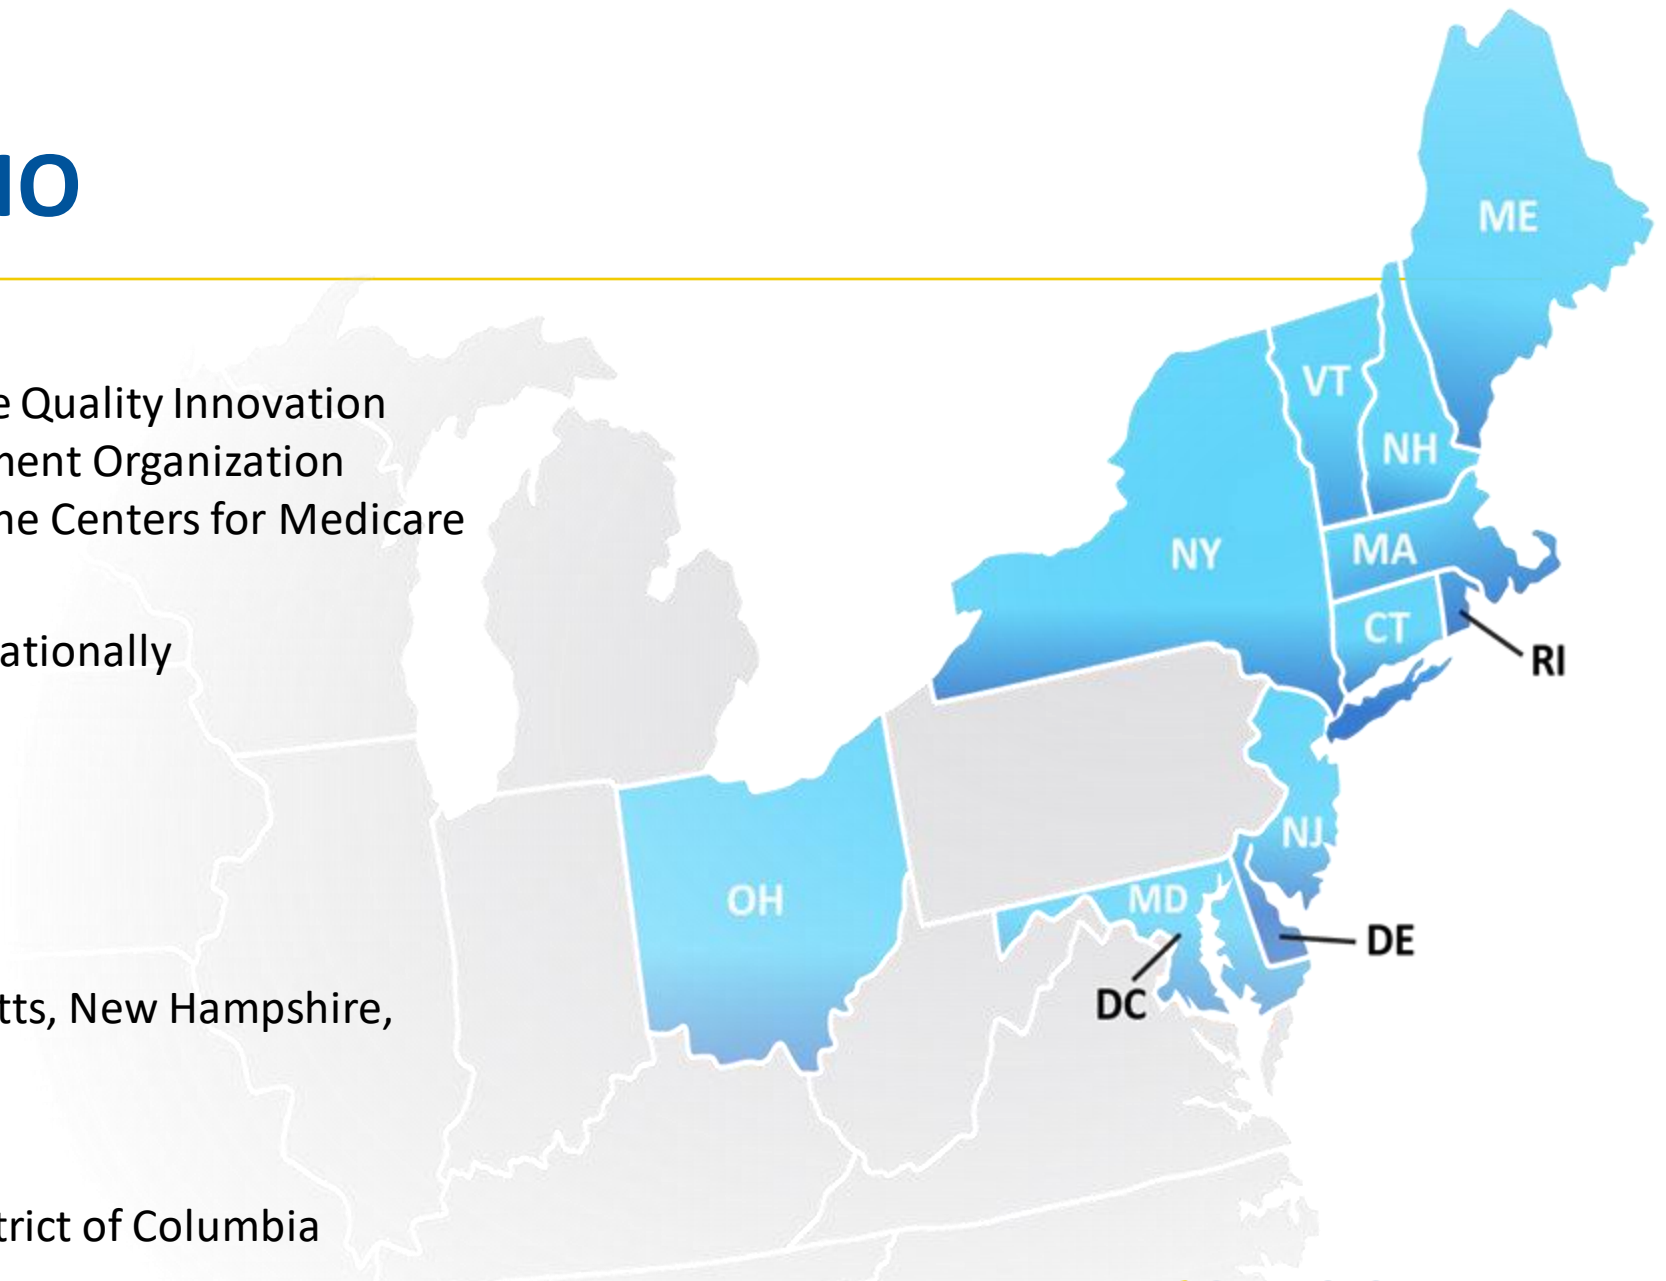 IO
e Quality Innovation
nent Organization
ne Centers for Medicare
ationally
tts, New Hampshire,
trict of Columbia
ME
VT
NH
NY
MA
CT
RI
NJ
OH
MD
DE
DC